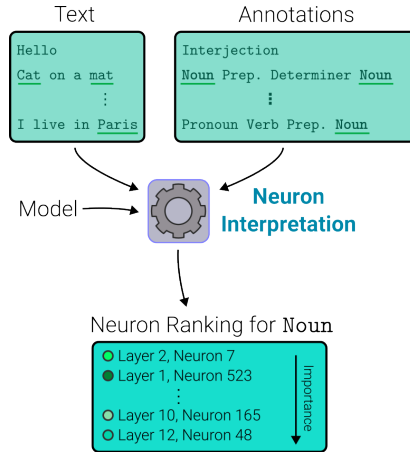 Text
Hello
Cat on a mat
⋮
I live in Paris
Annotations
Interjection
Noun Prep. Determiner Noun
⋮
Pronoun Verb Prep. Noun
Model
Neuron
Interpretation
Neuron Ranking for Noun
Layer 2, Neuron 7
Layer 1, Neuron 523
⋮
Layer 10, Neuron 165
Layer 12, Neuron 48
Importance